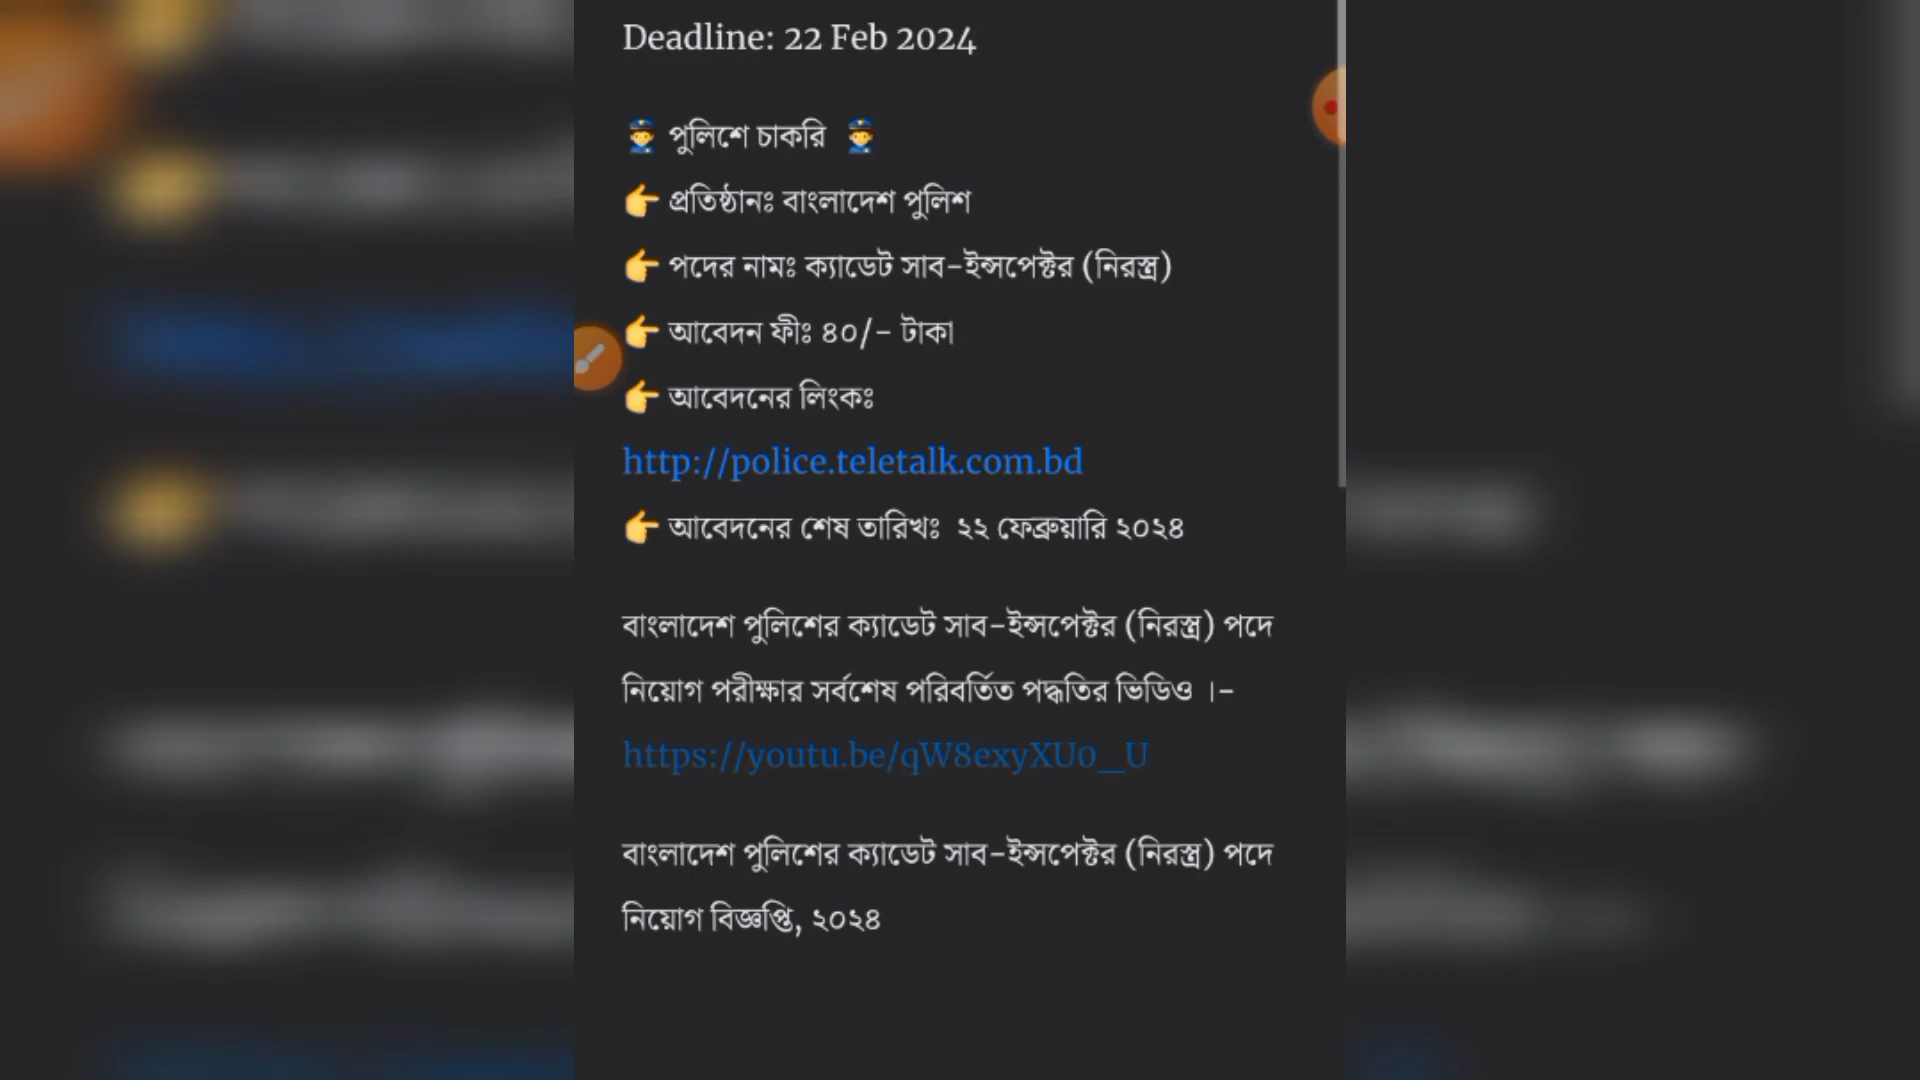 Deadline: 22 Feb 2024
👮 পুলিশে চাকরি 👮
👉 প্রতিষ্ঠানঃ বাংলাদেশ পুলিশ
👉 পদের নামঃ ক্যাডেট সাব-ইন্সপেক্টর (নিরস্ত্র)
👉 আবেদন ফীঃ ৪০/- টাকা
👉 আবেদনের লিংকঃ
http://police.teletalk.com.bd
👉 আবেদনের শেষ তারিখঃ ২২ ফেব্রুয়ারি ২০২৪
বাংলাদেশ পুলিশের ক্যাডেট সাব-ইন্সপেক্টর (নিরস্ত্র) পদে
নিয়োগ পরীক্ষার সর্বশেষ পরিবর্তিত পদ্ধতির ভিডিও ।-
https://youtu.be/qW8exyXU0_U
বাংলাদেশ পুলিশের ক্যাডেট সাব-ইন্সপেক্টর (নিরস্ত্র) পদে
নিয়োগ বিজ্ঞপ্তি, ২০২৪